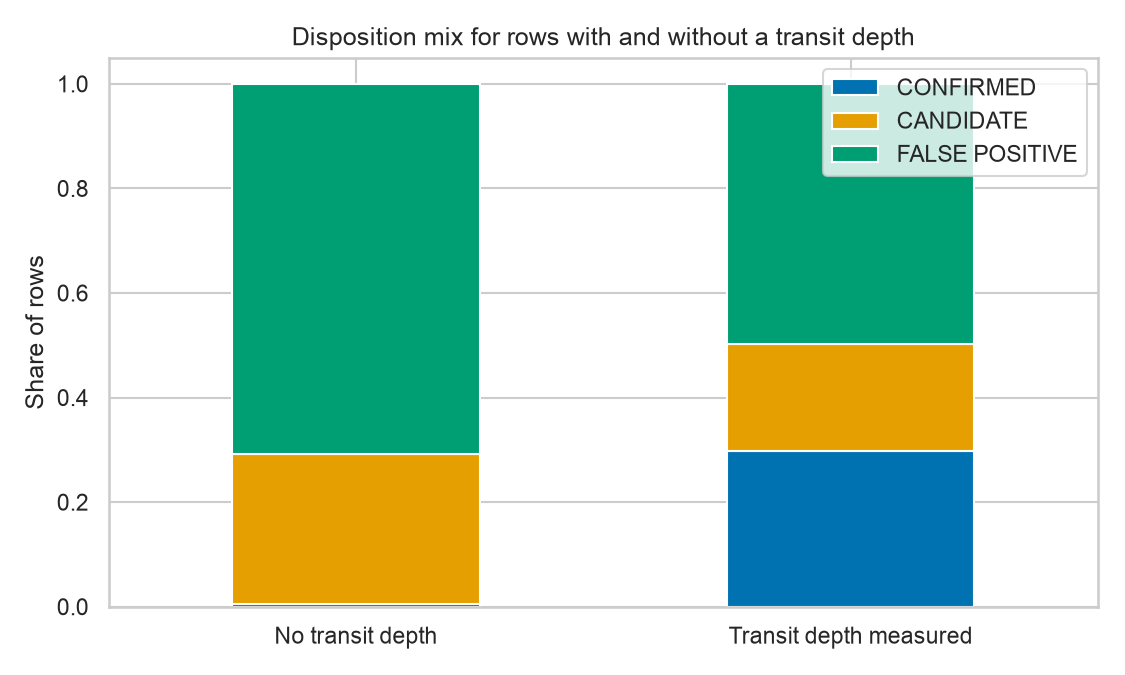 Disposition mix for rows with and without a transit depth
CONFIRMED
CANDIDATE
FALSE POSITIVE
Share of rows
1.0
0.8
0.6
0.4
0.2
0.0
No transit depth
Transit depth measured